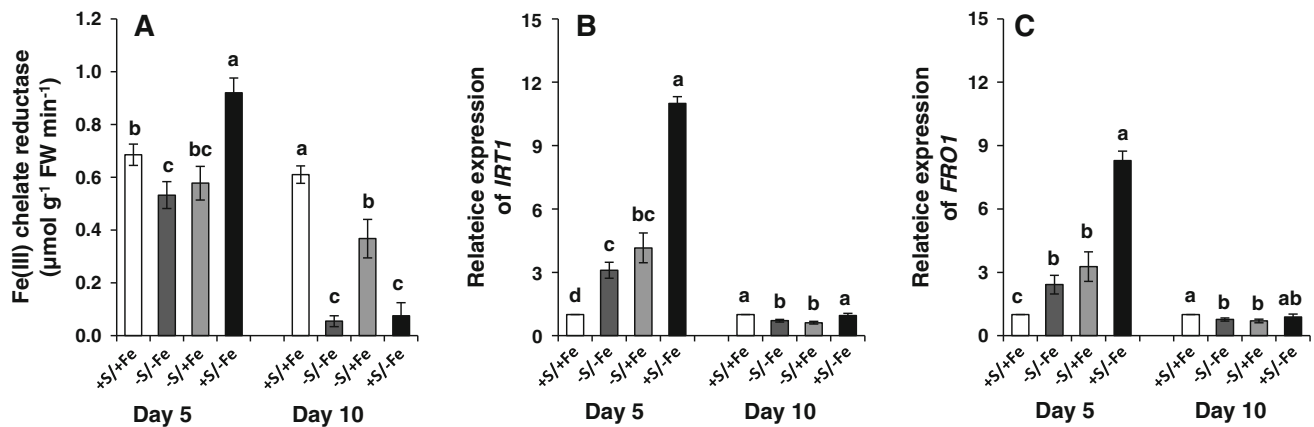 A
Fe(III) chelate reductase
(µmol g⁻¹ FW min⁻¹)
1.2
1.0
0.8
0.6
0.4
0.2
0.0
b
c
bc
a
a
c
b
c
+S/+Fe
-S/-Fe
-S/+Fe
+S/-Fe
+S/+Fe
-S/-Fe
-S/+Fe
+S/-Fe
Day 5
Day 10
B
Relateice expression
of IRT1
15
12
9
6
3
0
d
c
bc
a
a
b
b
a
+S/+Fe
-S/-Fe
-S/+Fe
+S/-Fe
+S/+Fe
-S/-Fe
-S/+Fe
+S/-Fe
Day 5
Day 10
C
Relateice expression
of FRO1
15
12
9
6
3
0
c
b
b
a
a
b
b
ab
+S/+Fe
-S/-Fe
-S/+Fe
+S/-Fe
+S/+Fe
-S/-Fe
-S/+Fe
+S/-Fe
Day 5
Day 10